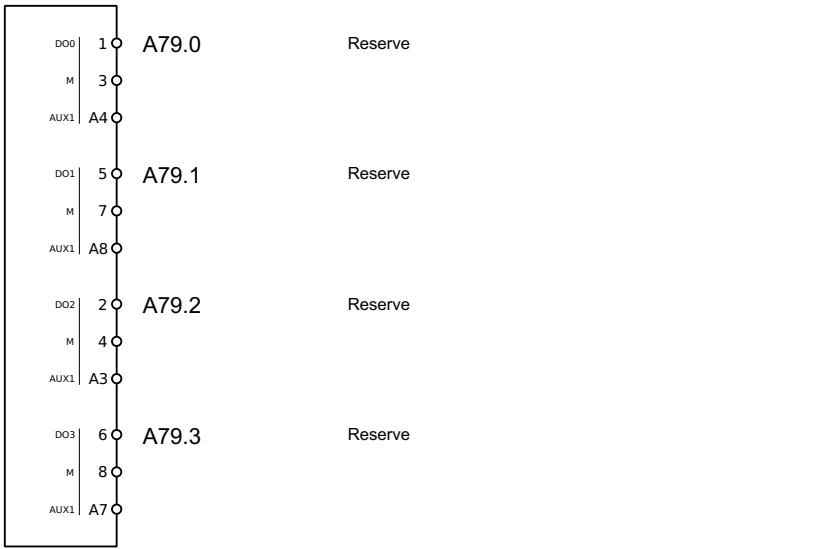 DO0 1 A79.0 Reserve
M 3
AUX1 A4
DO1 5 A79.1 Reserve
M 7
AUX1 A8
DO2 2 A79.2 Reserve
M 4
AUX1 A3
DO3 6 A79.3 Reserve
M 8
AUX1 A7